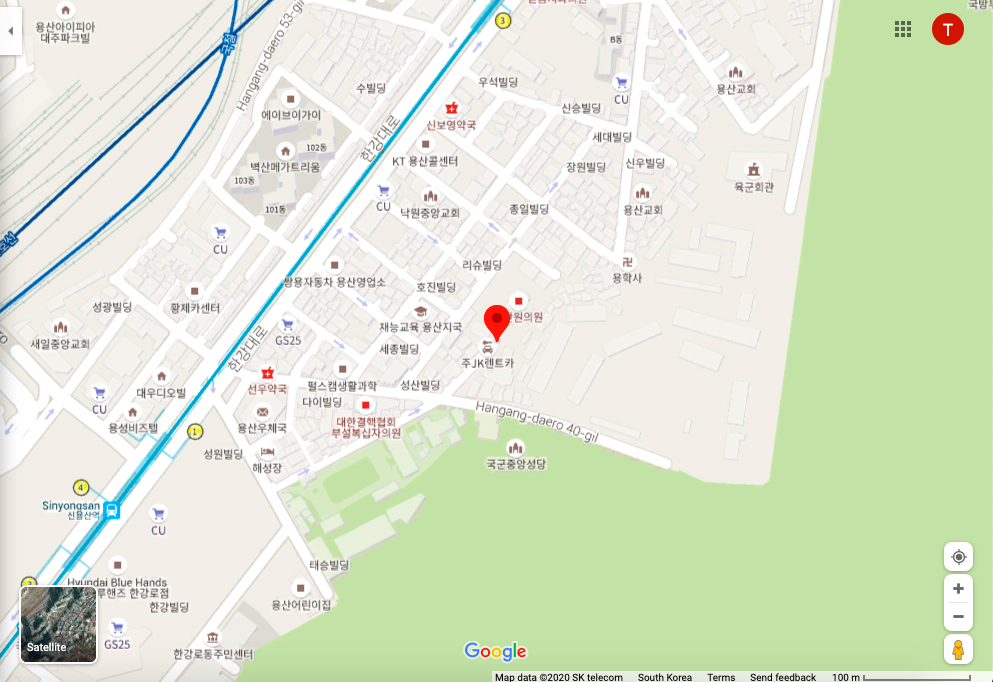 용산아이피아
대주파크빌
국철
Hangang-daero 53-gil
3
B동
T
수빌딩
우석빌딩
CU
용산교회
에이브이가이
신보영약국
신승빌딩
세대빌딩
한강대로
102동
KT 용산콜센터
벽산메가트리움
장원빌딩
신우빌딩
103동
육군회관
101동
CU
낙원중앙교회
종일빌딩
용산교회
CU
리슈빌딩
용학사
쌍용자동차 용산영업소
호진빌딩
성광빌딩
황제카센터
원의원
재능교육 용산지국
GS25
새일중앙교회
한강대로
세종빌딩
주JK렌트카
선우약국
펄스캠생활과학
성산빌딩
대우디오빌
CU
다이빌딩
Hangang-daero 40-gil
용성비즈텔
용산우체국
대한결핵협회
부설복십자의원
1
성원빌딩
해성장
국군중앙성당
4
Sinyongsan
신용산역
CU
태승빌딩
Hyundai Blue Hands
루핸즈 한강로점
한강빌딩
용산어린이집
GS25
Satellite
한강로동주민센터
Google
Map data ©2020 SK telecom South Korea Terms Send feedback 100 m